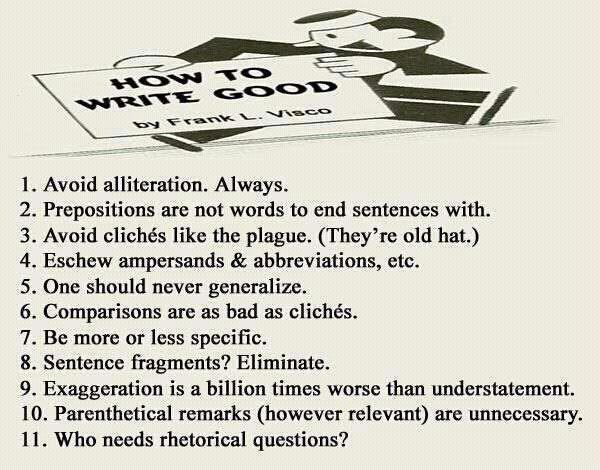 HOW TO
WRITE GOOD
by Frank L. Visco
1. Avoid alliteration. Always.
2. Prepositions are not words to end sentences with.
3. Avoid clichés like the plague. (They’re old hat.)
4. Eschew ampersands & abbreviations, etc.
5. One should never generalize.
6. Comparisons are as bad as clichés.
7. Be more or less specific.
8. Sentence fragments? Eliminate.
9. Exaggeration is a billion times worse than understatement.
10. Parenthetical remarks (however relevant) are unnecessary.
11. Who needs rhetorical questions?